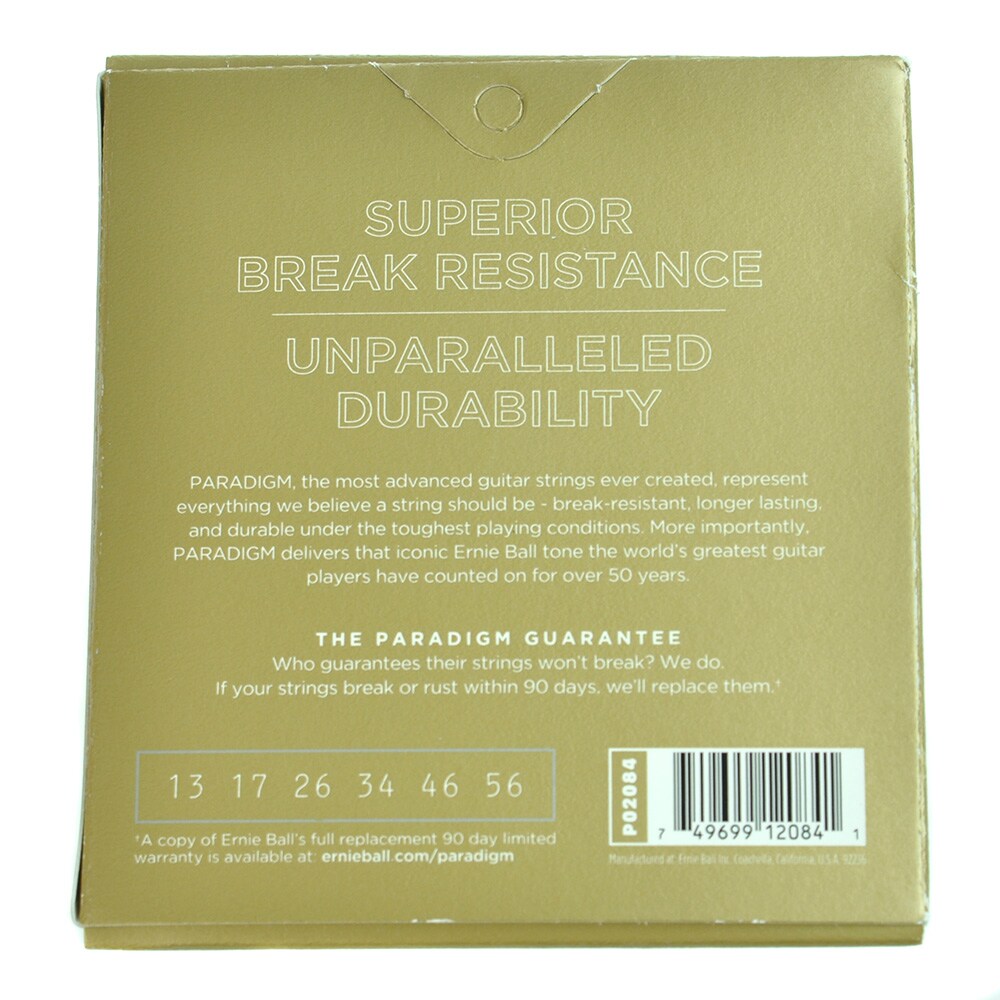 SUPERIOR
BREAK RESISTANCE
UNPARALLELED
DURABILITY
PARADIGM, the most advanced guitar strings ever created, represent
everything we believe a string should be - break-resistant, longer lasting,
and durable under the toughest playing conditions. More importantly,
PARADIGM delivers that iconic Ernie Ball tone the world's greatest guitar
players have counted on for over 50 years.
THE PARADIGM GUARANTEE
Who guarantees their strings won't break? We do.
If your strings break or rust within 90 days, we'll replace them.†
13 17 26 34 46 56
†A copy of Ernie Ball's full replacement 90 day limited
warranty is available at: ernieball.com/paradigm
P02084
7 49699 12084 1
Manufactured at: Ernie Ball Inc. Coachella, California, U.S.A. 92236